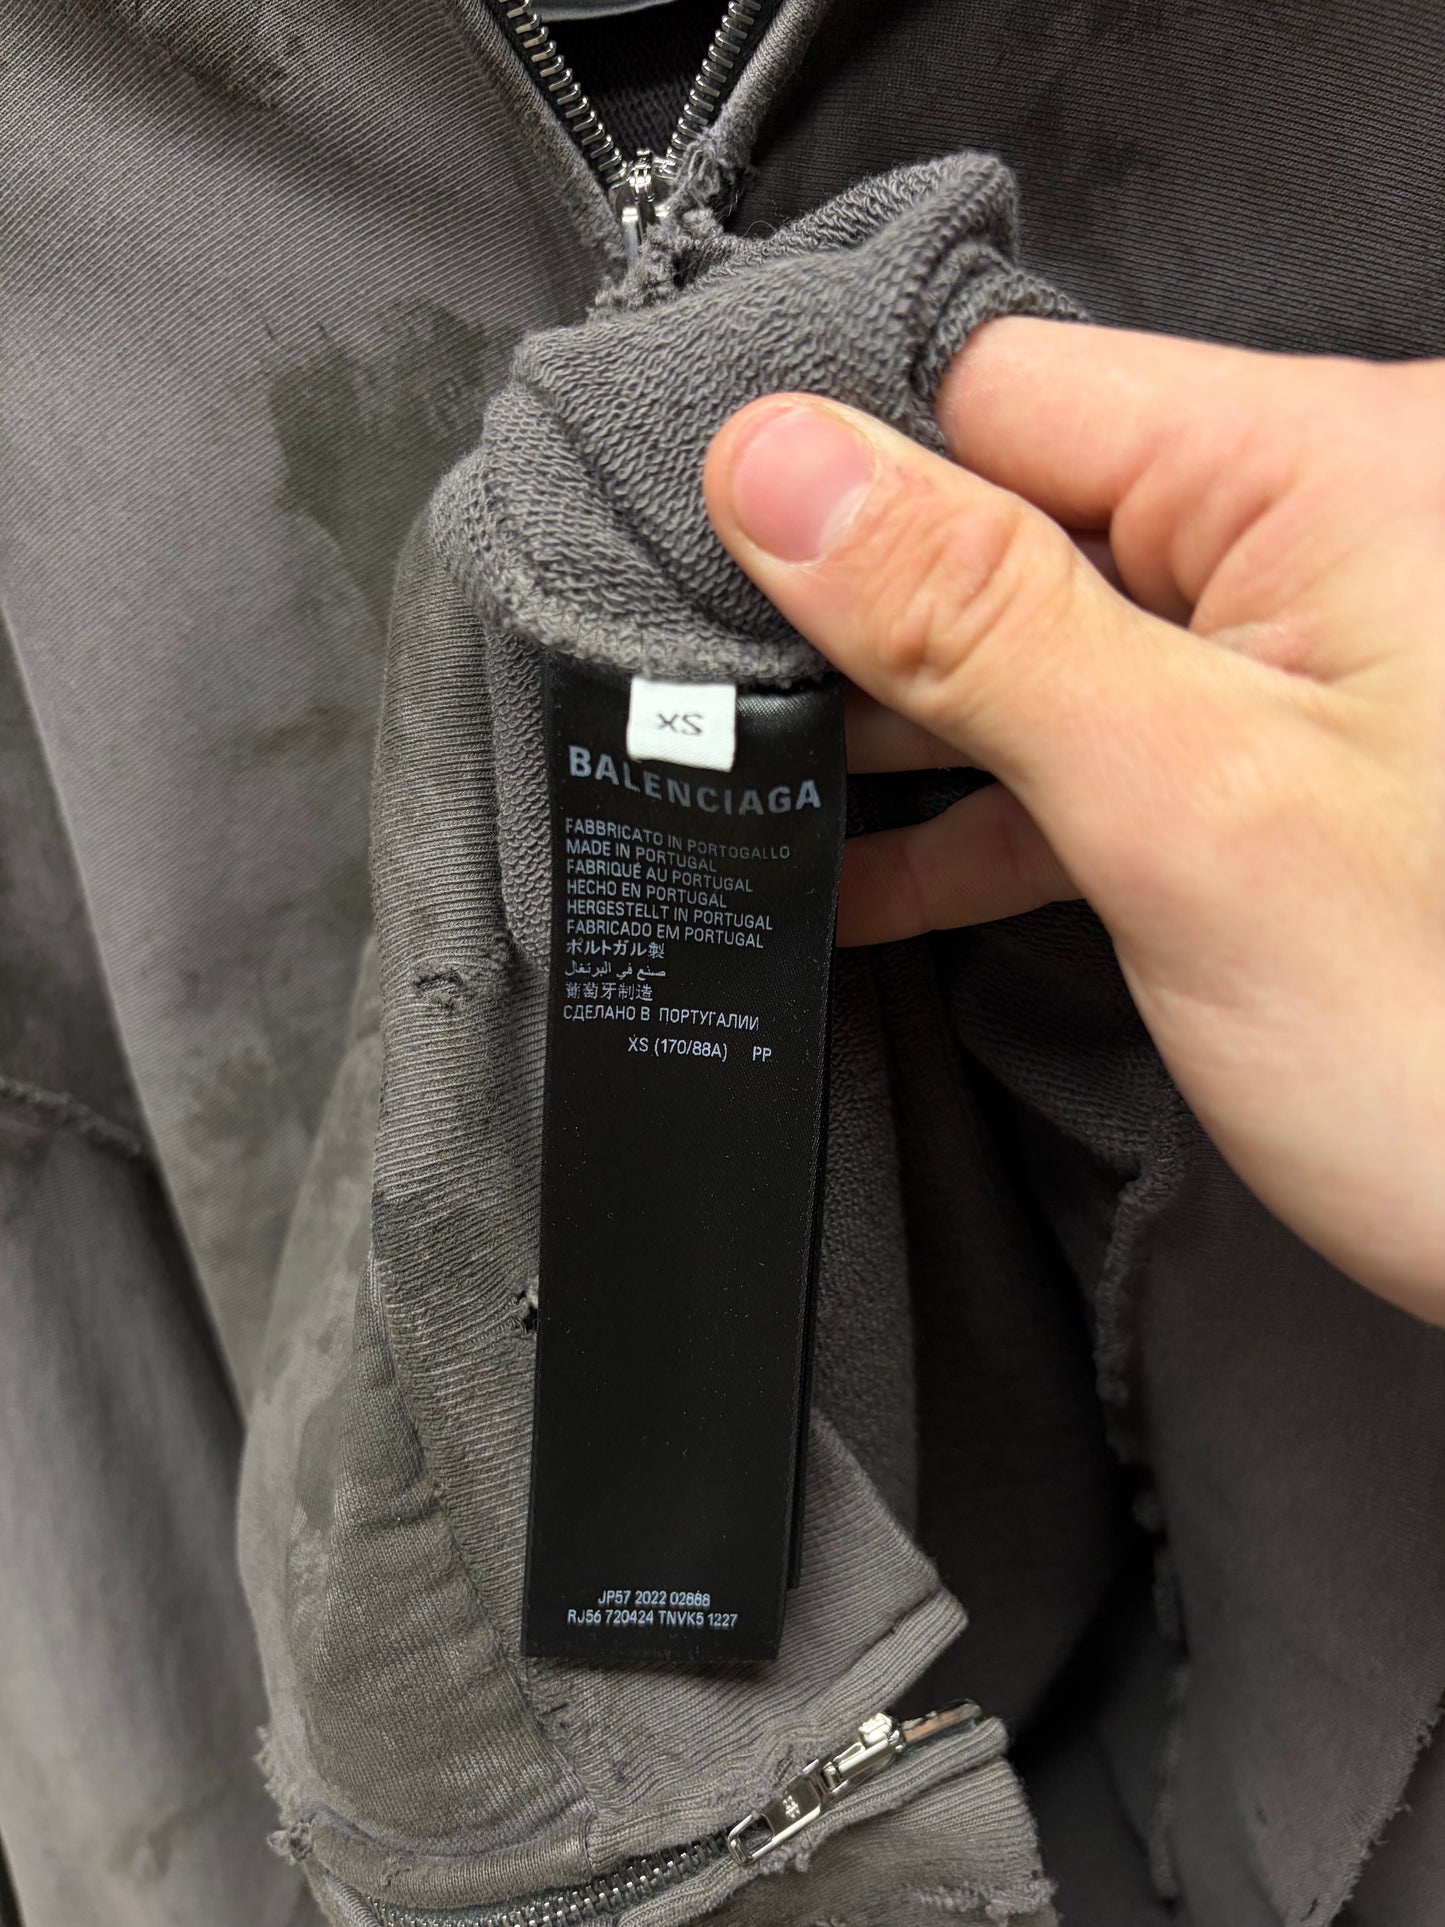 XS
BALENCIAGA
FABBRICATO IN PORTOGALLO
MADE IN PORTUGAL
FABRIQUÉ AU PORTUGAL
HECHO EN PORTUGAL
HERGESTELLT IN PORTUGAL
FABRICADO EM PORTUGAL
ポルトガル製
صنع في البرتغال
葡萄牙制造
СДЕЛАНО В ПОРТУГАЛИИ
XS (170/88A) PP
JP57 2022 02888
RJ56 720424 TNVK5 1227